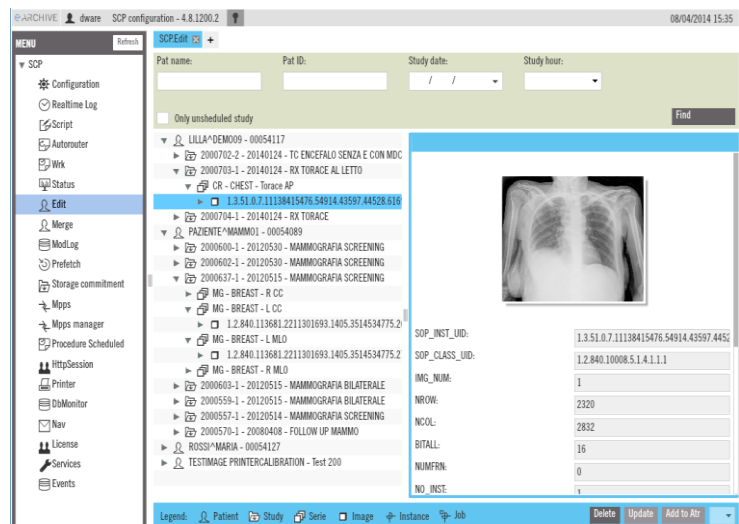 eARCHIVE dware SCP configuration - 4.8.1200.2 08/04/2014 15:35
MENU Refresh
SCP
Configuration
Realtime Log
Script
Autorouter
Wrk
Status
Edit
Merge
ModLog
Prefetch
Storage commitment
Mpps
Mpps manager
Procedure Scheduled
HttpSession
Printer
DbMonitor
Nav
License
Services
Events
SCP.Edit +
Pat name: Pat ID: Study date: Study hour:
/ /
Only unsheduled study Find
LILLA^DEMO09 - 00054117
2000702-2 - 20140124 - TC ENCEFALO SENZA E CON MDC
2000703-1 - 20140124 - RX TORACE AL LETTO
CR - CHEST - Torace AP
1.3.51.0.7.11138415476.54914.43597.44528.616
2000704-1 - 20140124 - RX TORACE
PAZIENTE^MAMMO1 - 00054089
2000600-1 - 20120530 - MAMMOGRAFIA SCREENING
2000602-1 - 20120530 - MAMMOGRAFIA SCREENING
2000637-1 - 20120515 - MAMMOGRAFIA SCREENING
MG - BREAST - R CC
MG - BREAST - L CC
1.2.840.113681.2211301693.1405.3514534775.2
MG - BREAST - L MLO
1.2.840.113681.2211301693.1405.3514534775.2
MG - BREAST - R MLO
2000603-1 - 20120515 - MAMMOGRAFIA BILATERALE
2000559-1 - 20120515 - MAMMOGRAFIA BILATERALE
2000557-1 - 20120514 - MAMMOGRAFIA SCREENING
2000570-1 - 20080408 - FOLLOW UP MAMMO
ROSSI^MARIA - 00054127
TESTIMAGE PRINTERCALIBRATION - Test 200
SOP_INST_UID: 1.3.51.0.7.11138415476.54914.43597.4452
SOP_CLASS_UID: 1.2.840.10008.5.1.4.1.1.1
IMG_NUM: 1
NROW: 2320
NCOL: 2832
BITALL: 16
NUMFRN: 0
NO_INST: 1
Legend: Patient Study Serie Image Instance Job Delete Update Add to Atr